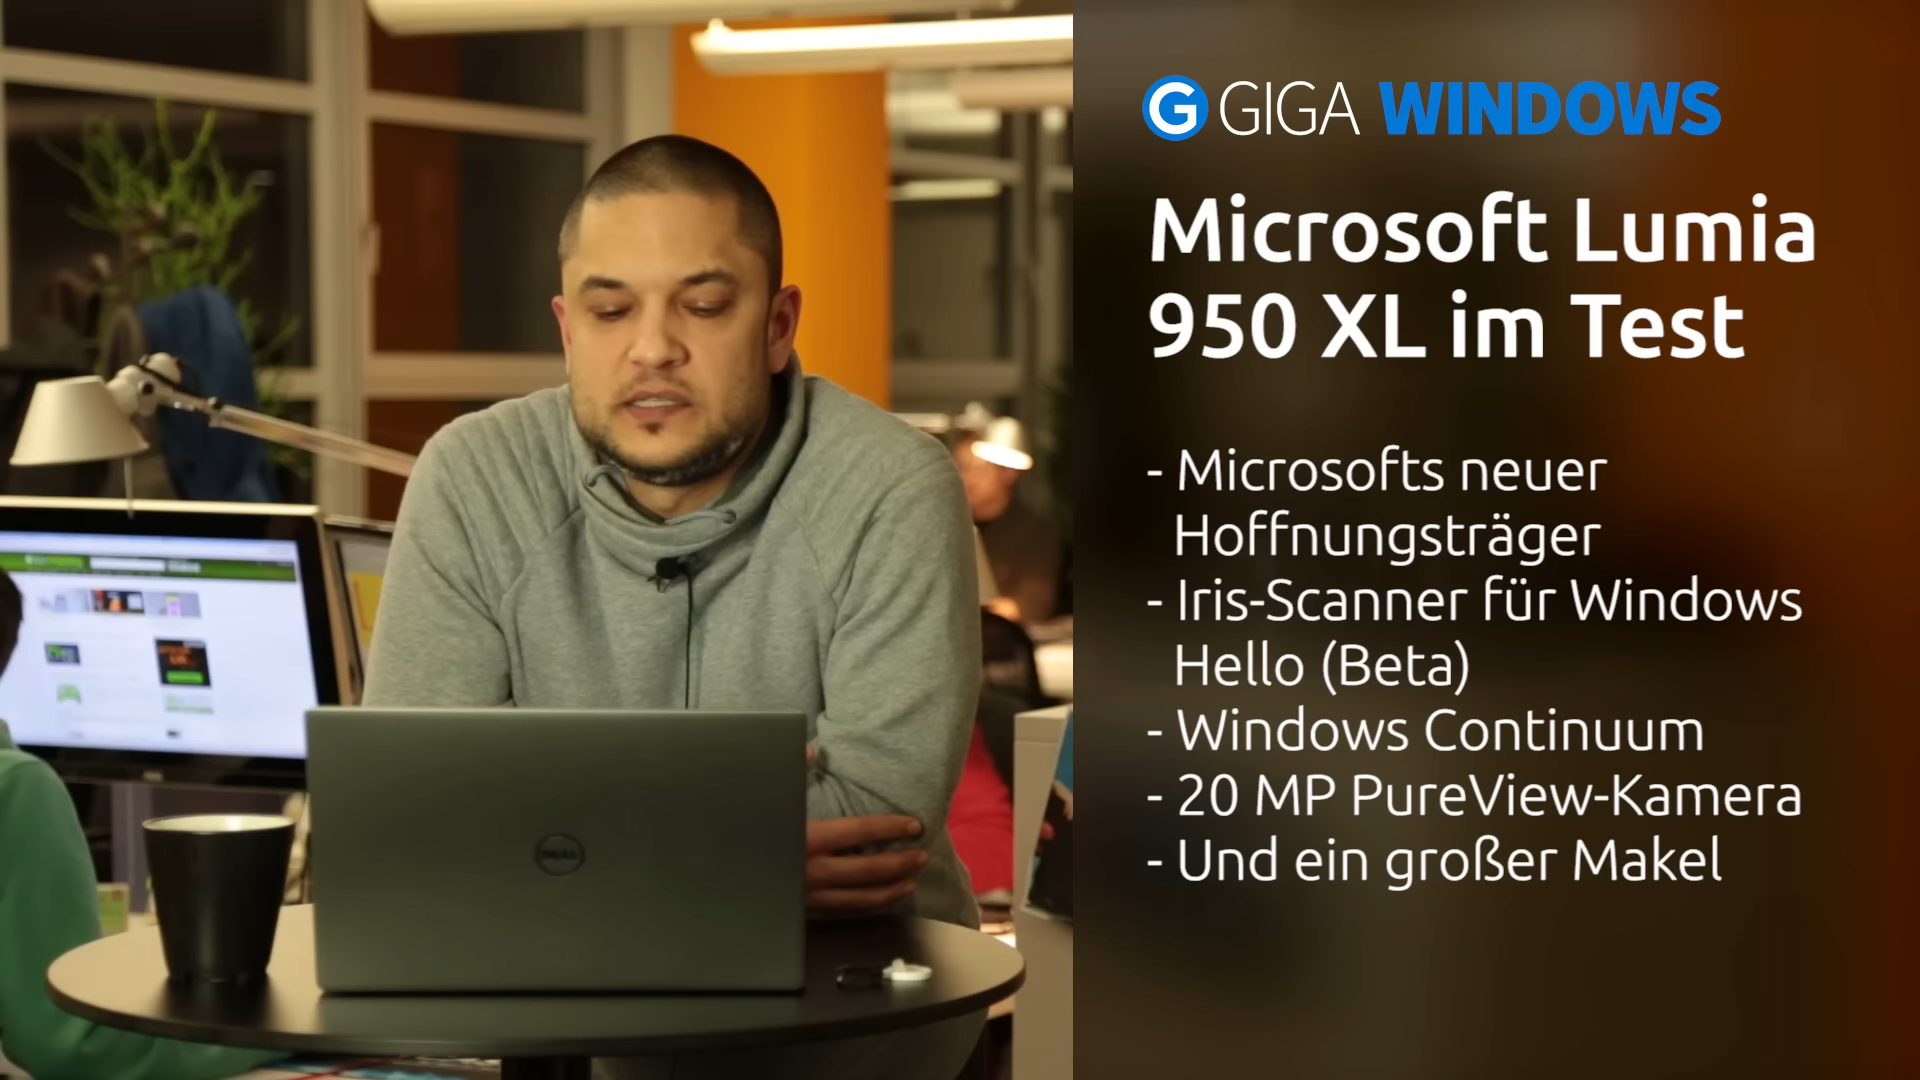 GIGA WINDOWS
Microsoft Lumia
950 XL im Test
- Microsofts neuer
Hoffnungsträger
- Iris-Scanner für Windows
Hello (Beta)
- Windows Continuum
- 20 MP PureView-Kamera
- Und ein großer Makel
DELL